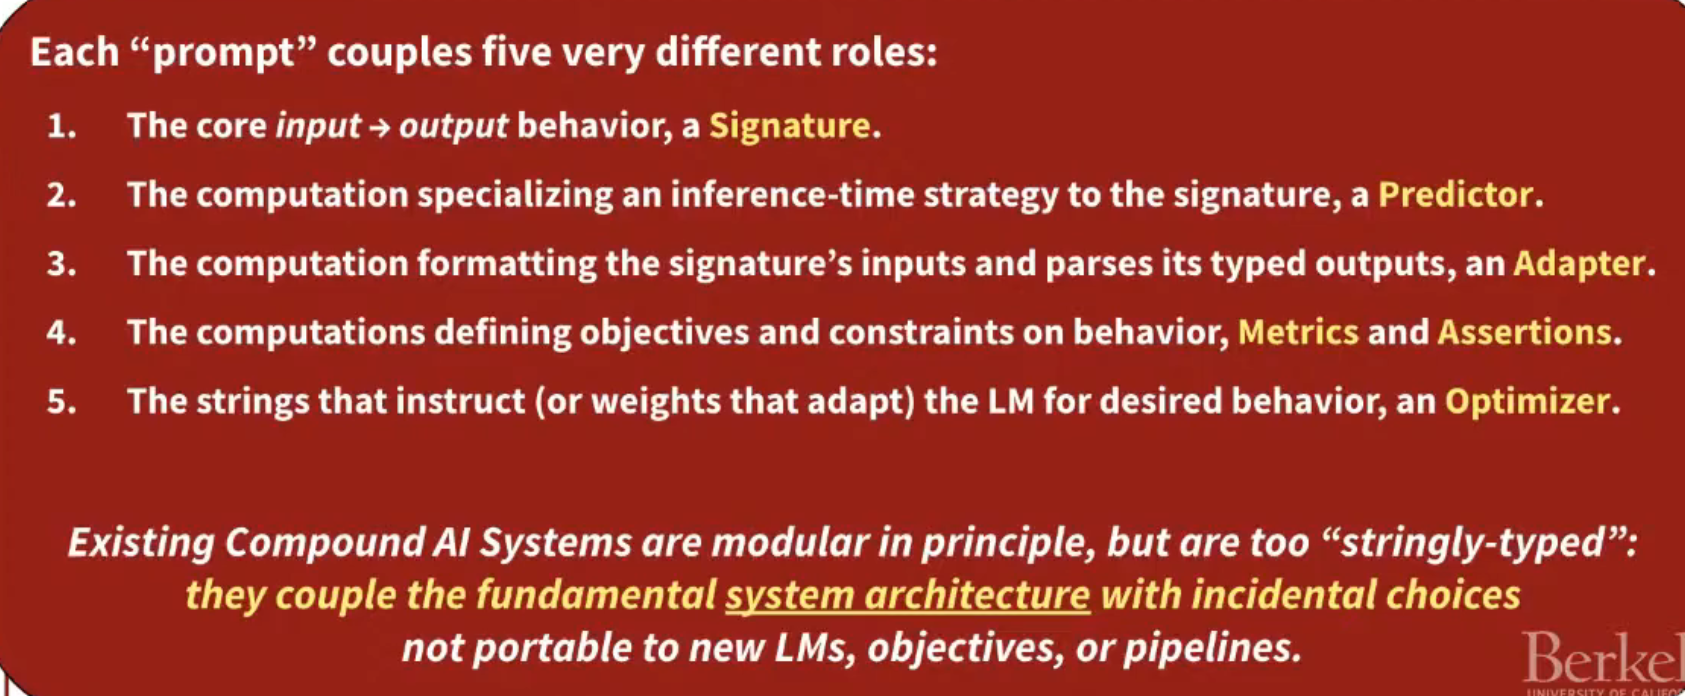 Each “prompt” couples five very different roles:
1. The core input → output behavior, a Signature.
2. The computation specializing an inference-time strategy to the signature, a Predictor.
3. The computation formatting the signature’s inputs and parses its typed outputs, an Adapter.
4. The computations defining objectives and constraints on behavior, Metrics and Assertions.
5. The strings that instruct (or weights that adapt) the LM for desired behavior, an Optimizer.
Existing Compound AI Systems are modular in principle, but are too “stringly-typed”:
they couple the fundamental system architecture with incidental choices
not portable to new LMs, objectives, or pipelines.
Berkel
UNIVERSITY OF CALIFO